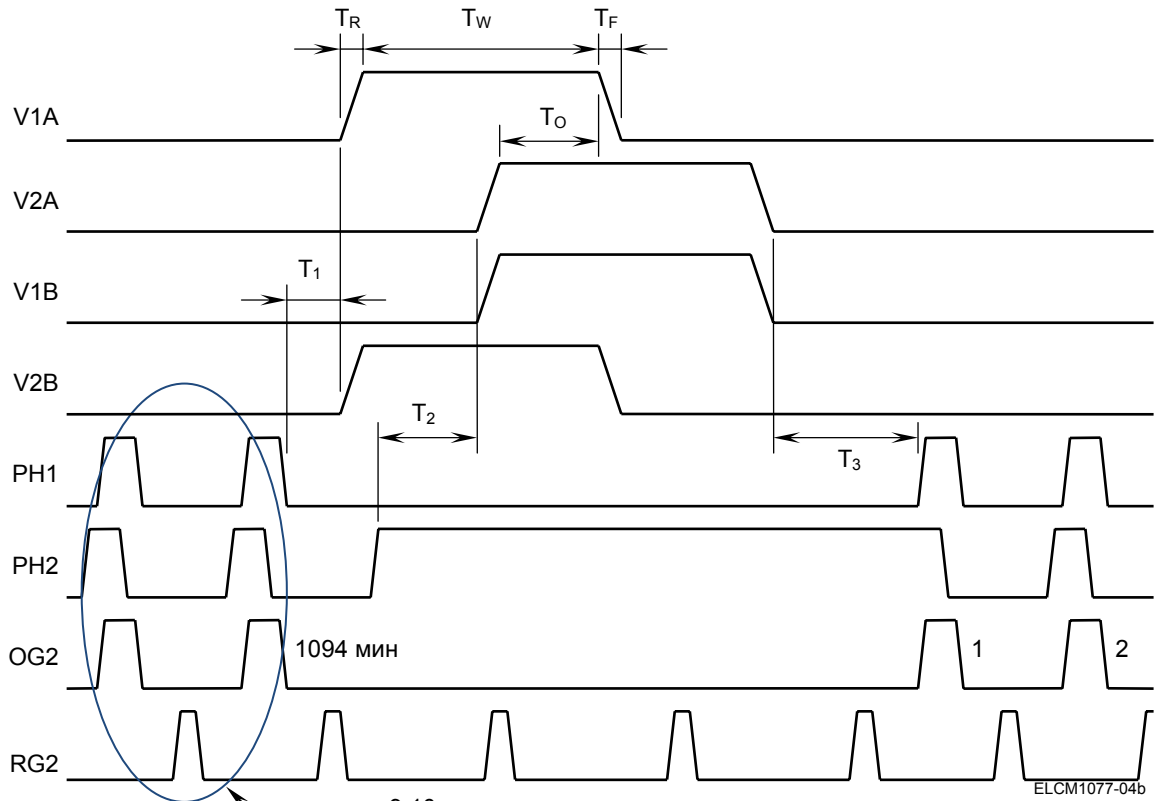 TR TW TF
V1A
TO
V2A
T1
V1B
V2B
T2
T3
PH1
PH2
1094 мин
OG2
1
2
RG2
ELCM1077-04b